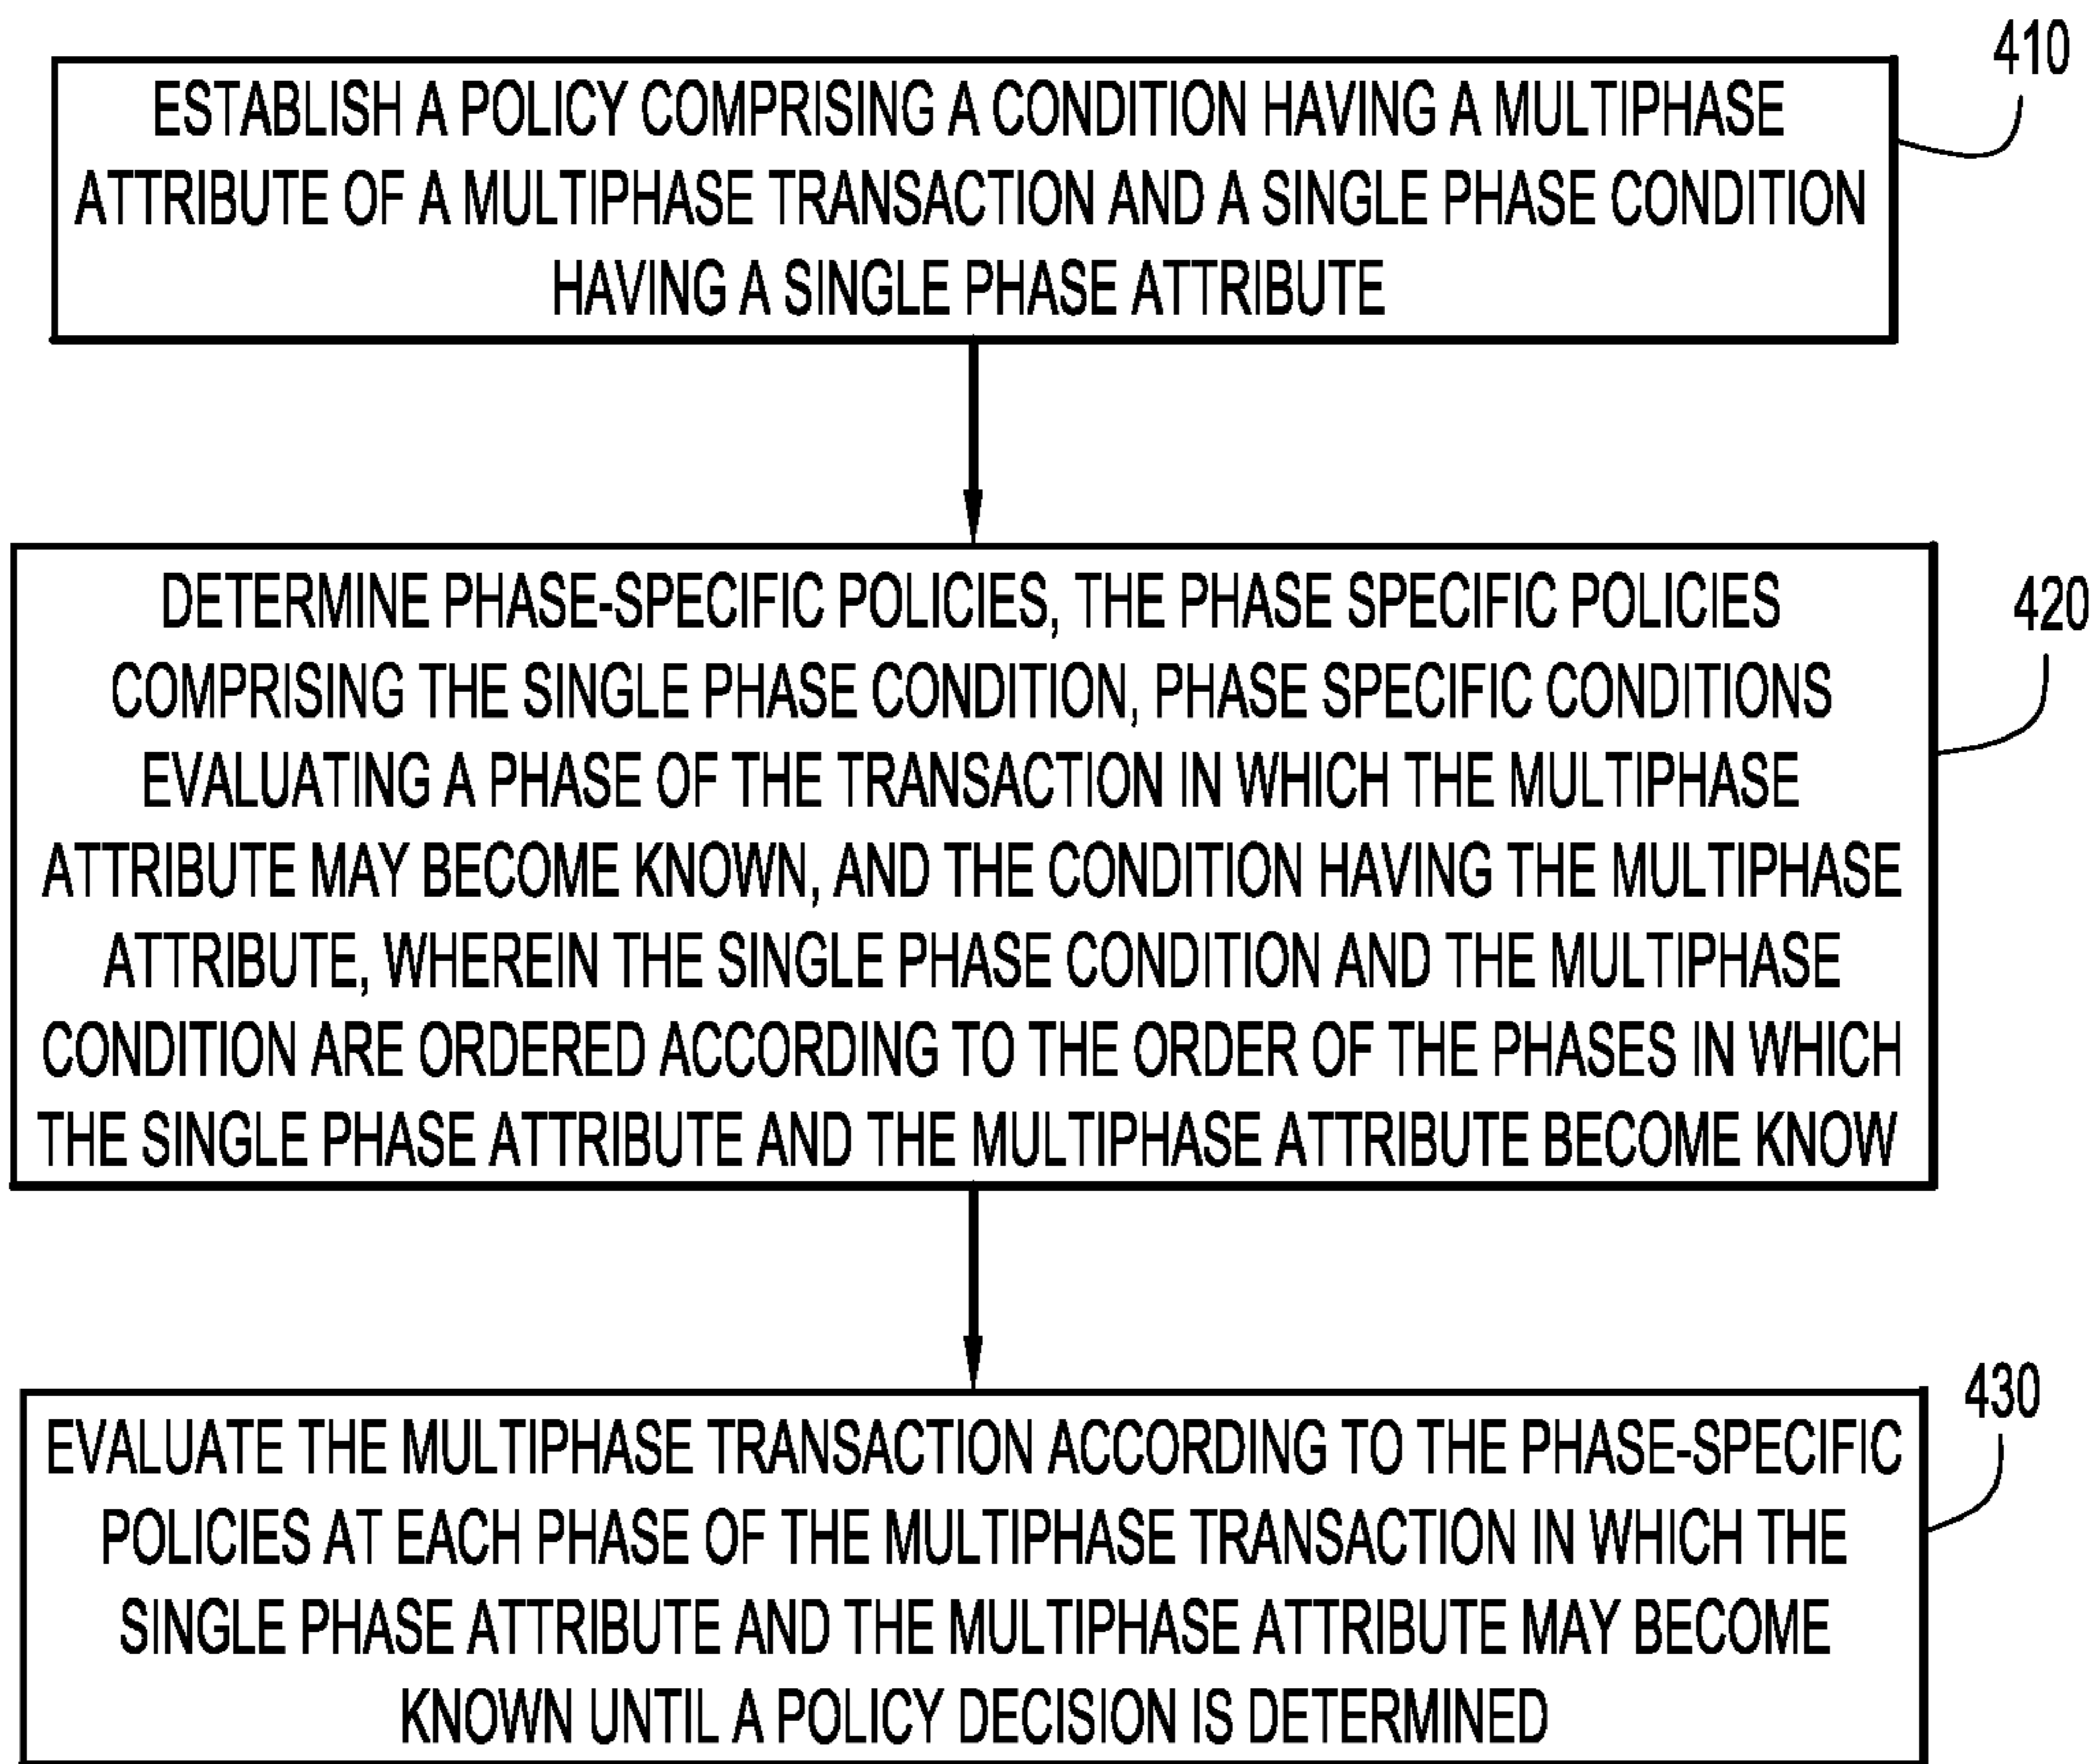 410
ESTABLISH A POLICY COMPRISING A CONDITION HAVING A MULTIPHASE
ATTRIBUTE OF A MULTIPHASE TRANSACTION AND A SINGLE PHASE CONDITION
HAVING A SINGLE PHASE ATTRIBUTE
420
DETERMINE PHASE-SPECIFIC POLICIES, THE PHASE SPECIFIC POLICIES
COMPRISING THE SINGLE PHASE CONDITION, PHASE SPECIFIC CONDITIONS
EVALUATING A PHASE OF THE TRANSACTION IN WHICH THE MULTIPHASE
ATTRIBUTE MAY BECOME KNOWN, AND THE CONDITION HAVING THE MULTIPHASE
ATTRIBUTE, WHEREIN THE SINGLE PHASE CONDITION AND THE MULTIPHASE
CONDITION ARE ORDERED ACCORDING TO THE ORDER OF THE PHASES IN WHICH
THE SINGLE PHASE ATTRIBUTE AND THE MULTIPHASE ATTRIBUTE BECOME KNOW
430
EVALUATE THE MULTIPHASE TRANSACTION ACCORDING TO THE PHASE-SPECIFIC
POLICIES AT EACH PHASE OF THE MULTIPHASE TRANSACTION IN WHICH THE
SINGLE PHASE ATTRIBUTE AND THE MULTIPHASE ATTRIBUTE MAY BECOME
KNOWN UNTIL A POLICY DECISION IS DETERMINED